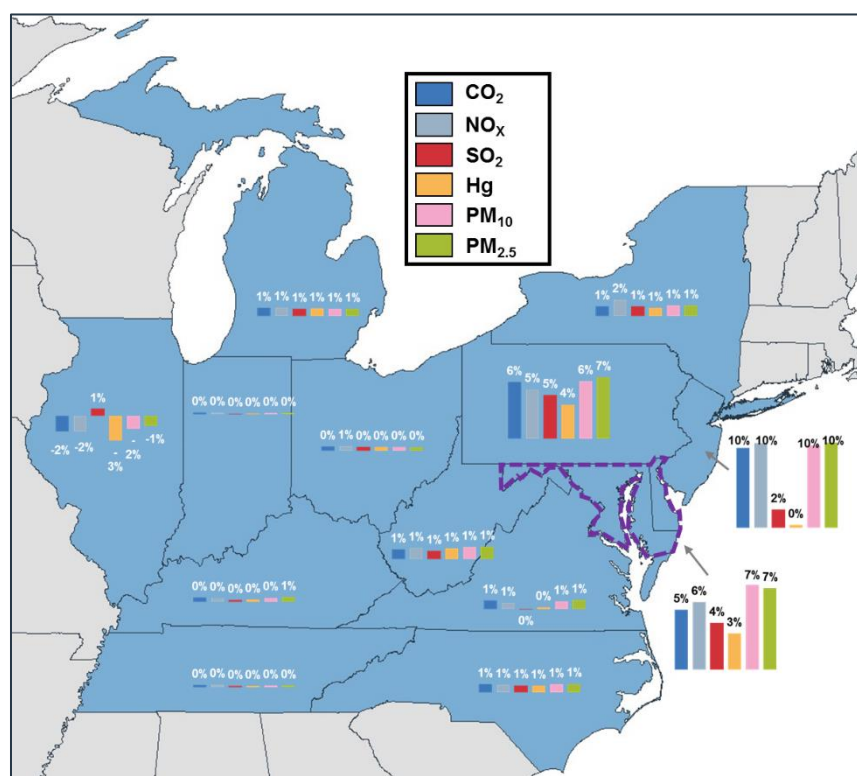 CO₂
NOₓ
SO₂
Hg
PM₁₀
PM₂.₅
1% 1% 1% 1% 1% 1%
1% 2% 1% 1% 1% 1%
6% 5% 5% 4% 6% 7%
-2% -2% 1% -3% -2% -1%
0% 0% 0% 0% 0% 0%
0% 1% 0% 0% 0% 0%
10% 10% 2% 0% 10% 10%
1% 1% 1% 1% 1% 1%
0% 0% 0% 0% 0% 1%
1% 1% 0% 0% 1% 1%
5% 6% 4% 3% 7% 7%
0% 0% 0% 0% 0% 0%
1% 1% 1% 1% 1% 1%